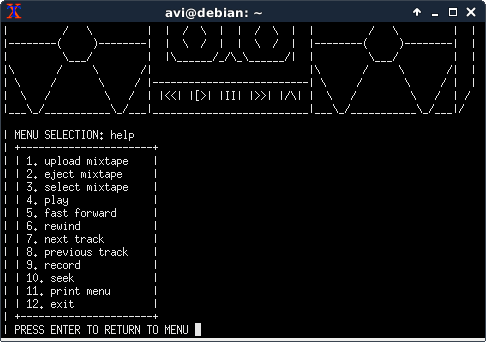 avi@debian: ~
|<<| |[>| |II| |>>| |/\|
MENU SELECTION: help
1. upload mixtape
2. eject mixtape
3. select mixtape
4. play
5. fast forward
6. rewind
7. next track
8. previous track
9. record
10. seek
11. print menu
12. exit
PRESS ENTER TO RETURN TO MENU